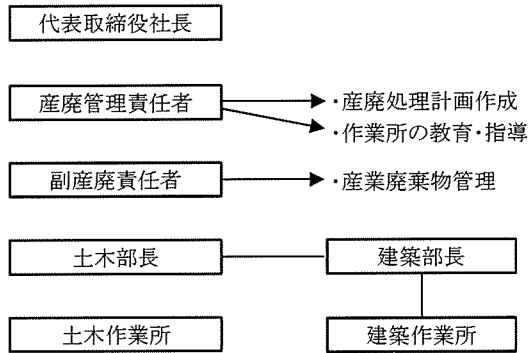 代表取締役社長
産廃管理責任者
・産廃処理計画作成
・作業所の教育・指導
副産廃責任者
・産業廃棄物管理
土木部長
建築部長
土木作業所
建築作業所